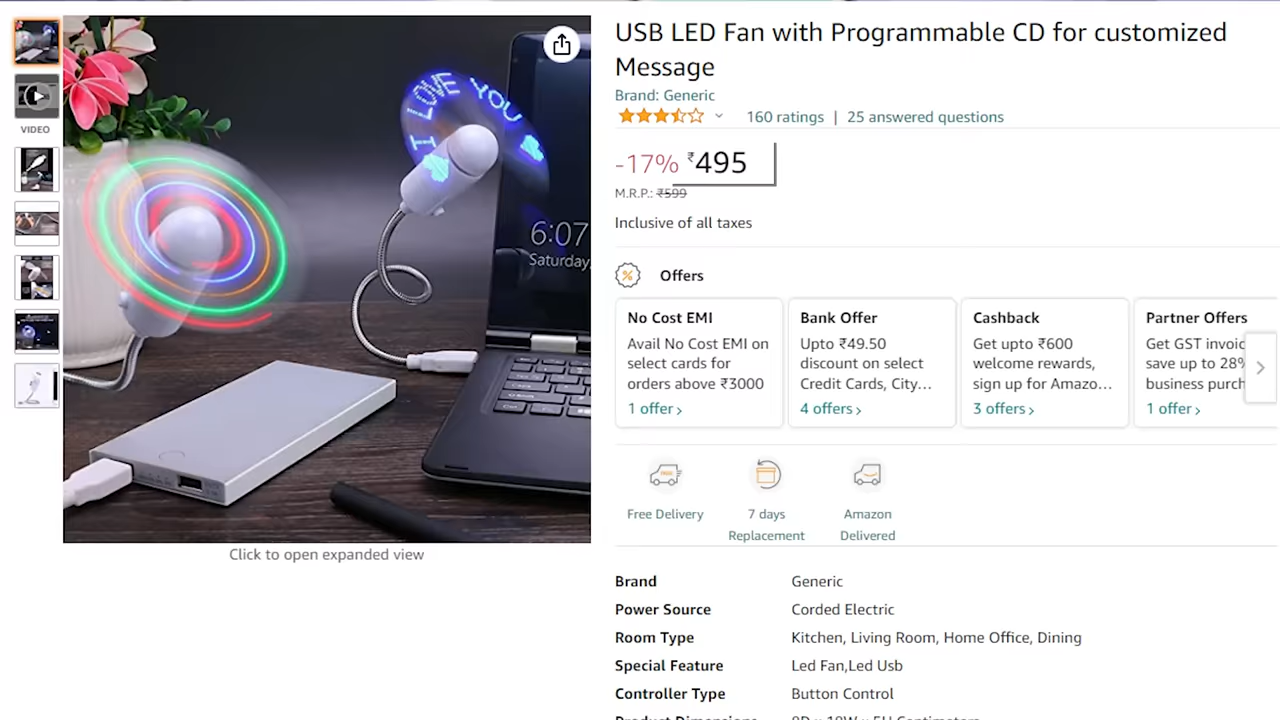 VIDEO
I LIKE YOU
6:07
Saturday,
Click to open expanded view
USB LED Fan with Programmable CD for customized
Message
Brand: Generic
160 ratings | 25 answered questions
-17% ₹495
M.R.P.: ₹599
Inclusive of all taxes
Offers
No Cost EMI
Avail No Cost EMI on
select cards for
orders above ₹3000
1 offer ›
Bank Offer
Upto ₹49.50
discount on select
Credit Cards, City…
4 offers ›
Cashback
Get upto ₹600
welcome rewards,
sign up for Amazo…
3 offers ›
Partner Offers
Get GST invoic
save up to 28%
business purch
1 offer ›
FREE
Free Delivery
7 days
Replacement
Amazon
Delivered
Brand Generic
Power Source Corded Electric
Room Type Kitchen, Living Room, Home Office, Dining
Special Feature Led Fan,Led Usb
Controller Type Button Control